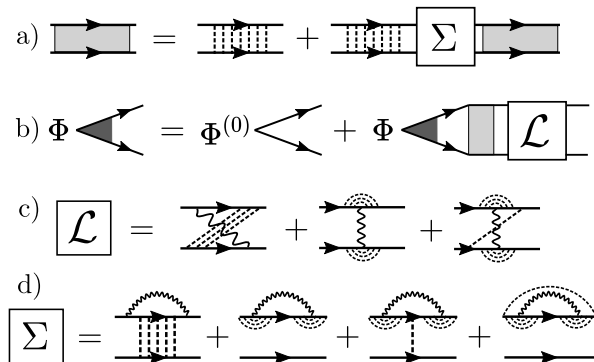 a) = + Σ
b) Φ = Φ(0) + Φ ℒ
c) ℒ = + +
d)
Σ = + + +